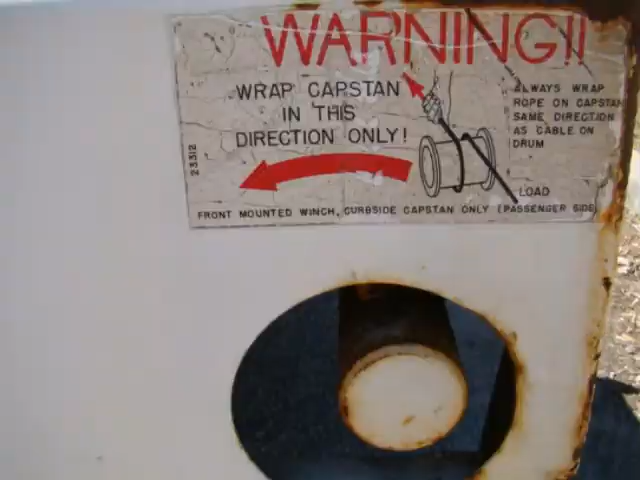 WARNING!!
WRAP CAPSTAN
IN THIS
DIRECTION ONLY!
ALWAYS WRAP
ROPE ON CAPSTAN
SAME DIRECTION
AS CABLE ON
DRUM
LOAD
23312
FRONT MOUNTED WINCH, CURBSIDE CAPSTAN ONLY (PASSENGER SIDE)